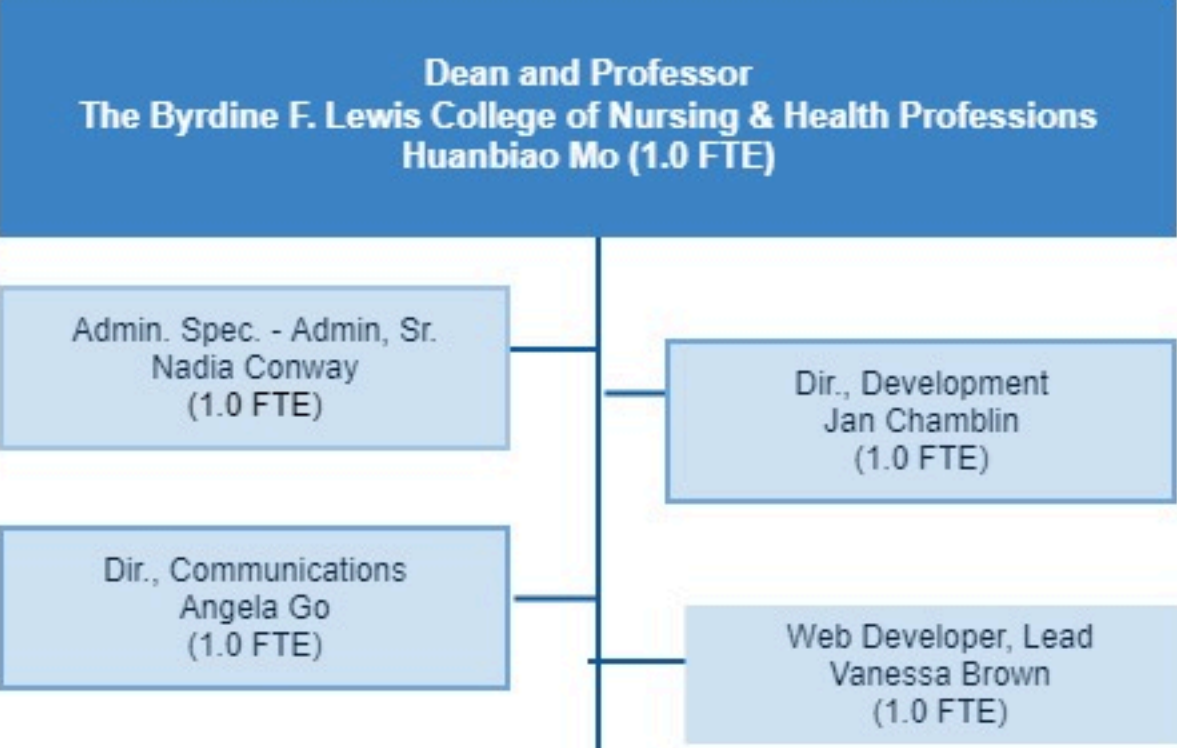 Dean and Professor
The Byrdine F. Lewis College of Nursing & Health Professions
Huanbiao Mo (1.0 FTE)
Admin. Spec. - Admin, Sr.
Nadia Conway
(1.0 FTE)
Dir., Development
Jan Chamblin
(1.0 FTE)
Dir., Communications
Angela Go
(1.0 FTE)
Web Developer, Lead
Vanessa Brown
(1.0 FTE)